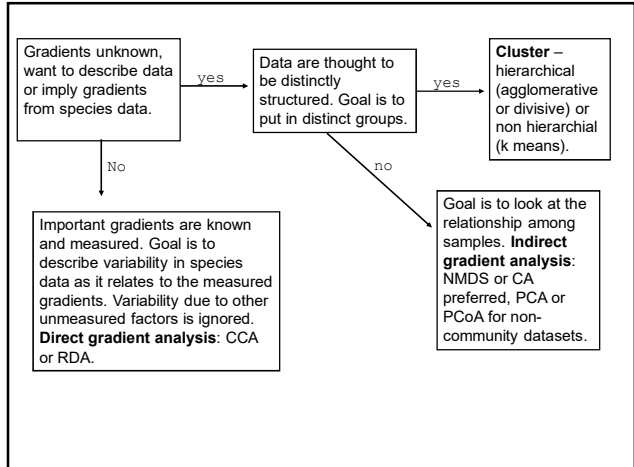 Gradients unknown,
want to describe data
or imply gradients
from species data.
yes
Data are thought to
be distinctly
structured. Goal is to
put in distinct groups.
yes
Cluster –
hierarchical
(agglomerative
or divisive) or
non hierarchial
(k means).
No
no
Important gradients are known
and measured. Goal is to
describe variability in species
data as it relates to the measured
gradients. Variability due to other
unmeasured factors is ignored.
Direct gradient analysis: CCA
or RDA.
Goal is to look at the
relationship among
samples. Indirect
gradient analysis:
NMDS or CA
preferred, PCA or
PCoA for non-
community datasets.